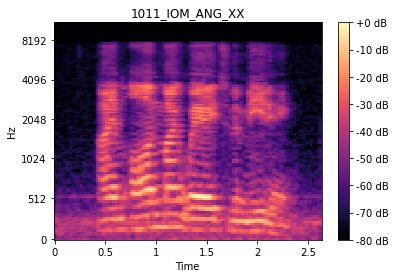 1011_IOM_ANG_XX
8192
4096
2048
1024
512
0
Hz
0
0.5
1
1.5
2
2.5
Time
+0 dB
-10 dB
-20 dB
-30 dB
-40 dB
-50 dB
-60 dB
-70 dB
-80 dB